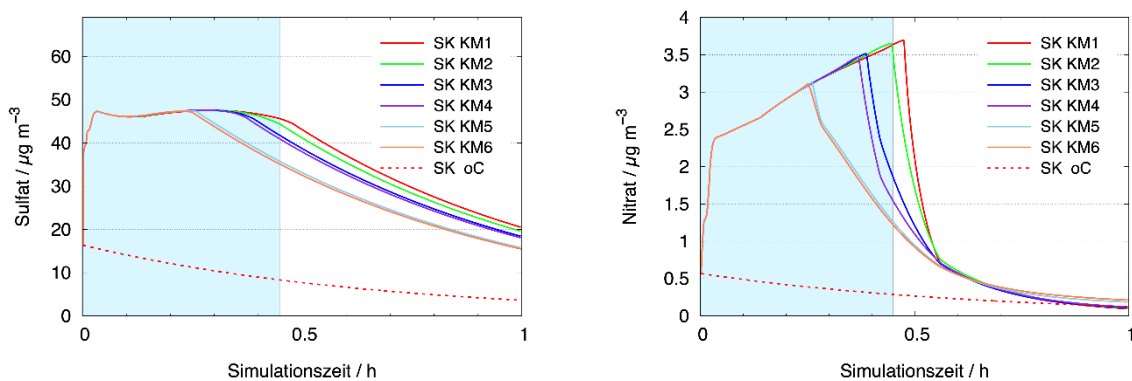 Sulfat / µg m⁻³
60
50
40
30
20
10
0
0
0.5
1
Simulationszeit / h
SK KM1
SK KM2
SK KM3
SK KM4
SK KM5
SK KM6
SK oC
Nitrat / µg m⁻³
4
3.5
3
2.5
2
1.5
1
0.5
0
0
0.5
1
Simulationszeit / h
SK KM1
SK KM2
SK KM3
SK KM4
SK KM5
SK KM6
SK oC